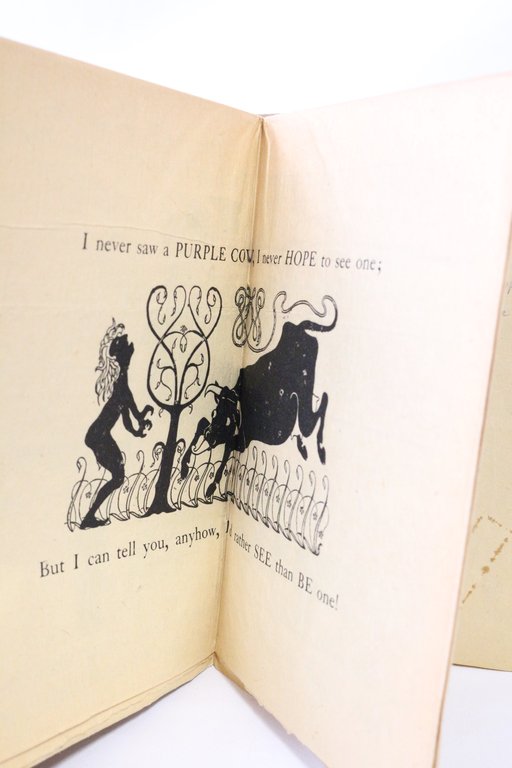 I never saw a PURPLE COW, I never HOPE to see one;
But I can tell you, anyhow, I'd rather SEE than BE one!